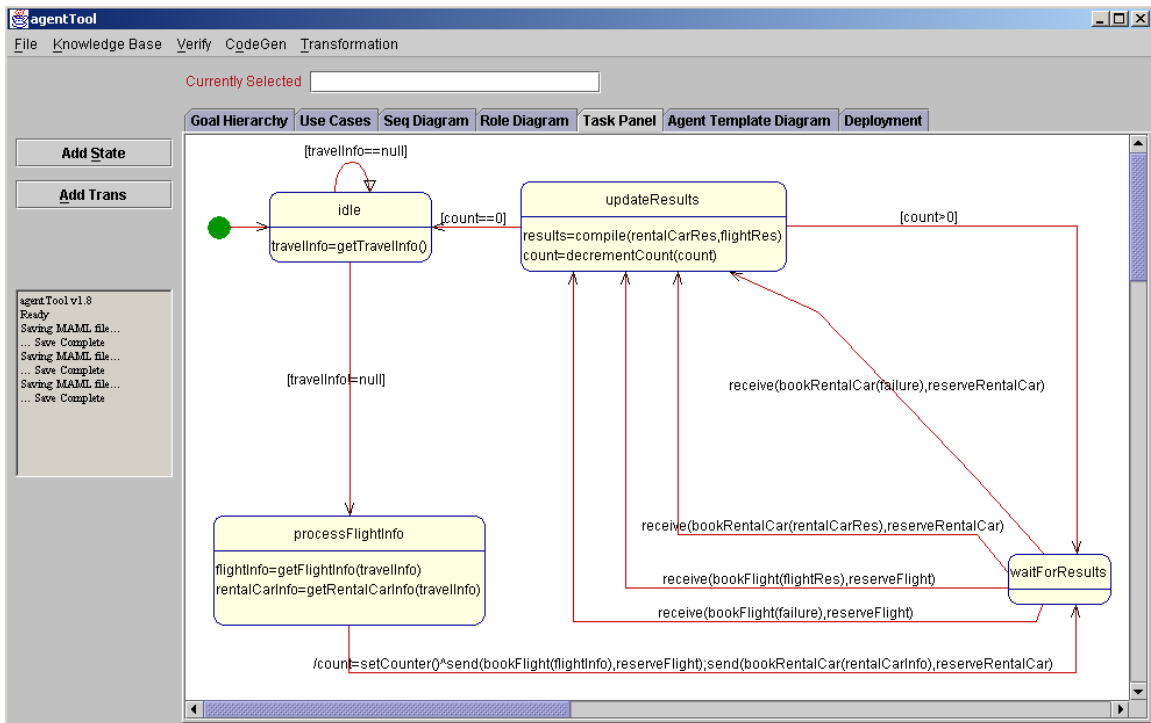 agentTool
File Knowledge Base Verify CodeGen Transformation
Currently Selected
Goal Hierarchy Use Cases Seq Diagram Role Diagram Task Panel Agent Template Diagram Deployment
Add State
Add Trans
agentTool v1.8
Ready
Saving MAML file...
... Save Complete
Saving MAML file...
... Save Complete
Saving MAML file...
... Save Complete
[travelInfo==null]
idle
travelInfo=getTravelInfo()
[count==0]
updateResults
results=compile(rentalCarRes,flightRes)
count=decrementCount(count)
[count>0]
[travelInfo!=null]
receive(bookRentalCar(failure),reserveRentalCar)
processFlightInfo
flightInfo=getFlightInfo(travelInfo)
rentalCarInfo=getRentalCarInfo(travelInfo)
receive(bookRentalCar(rentalCarRes),reserveRentalCar)
waitForResults
receive(bookFlight(flightRes),reserveFlight)
receive(bookFlight(failure),reserveFlight)
/count=setCounter()^send(bookFlight(flightInfo),reserveFlight);send(bookRentalCar(rentalCarInfo),reserveRentalCar)